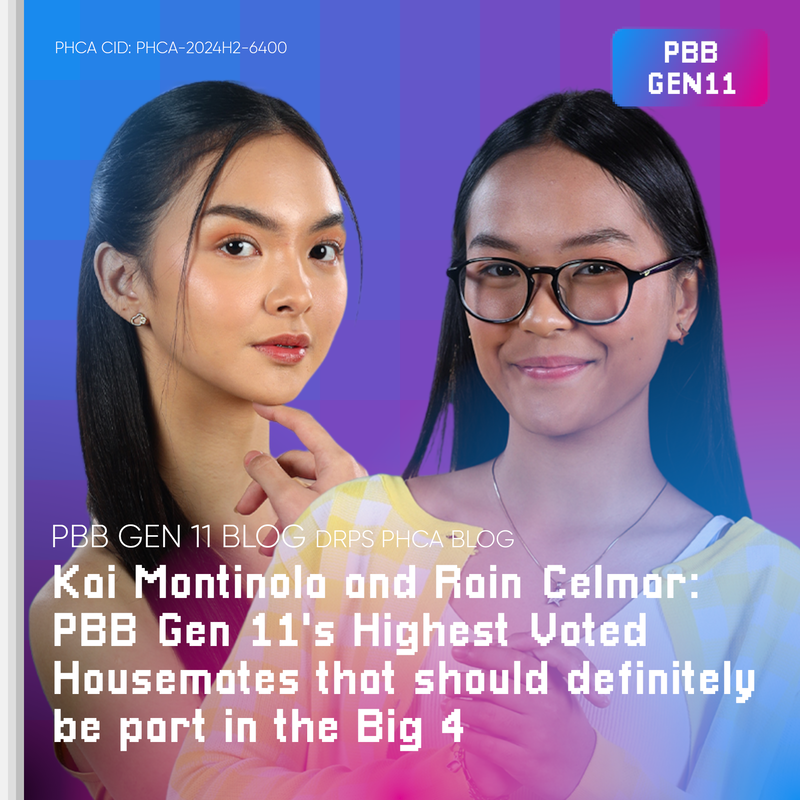 PHCA CID: PHCA-2024H2-6400
PBB
GEN11
PBB GEN 11 BLOG DRPS PHCA BLOG
Kai Montinola and Rain Celmar:
PBB Gen 11's Highest Voted
Housemates that should definitely
be part in the Big 4